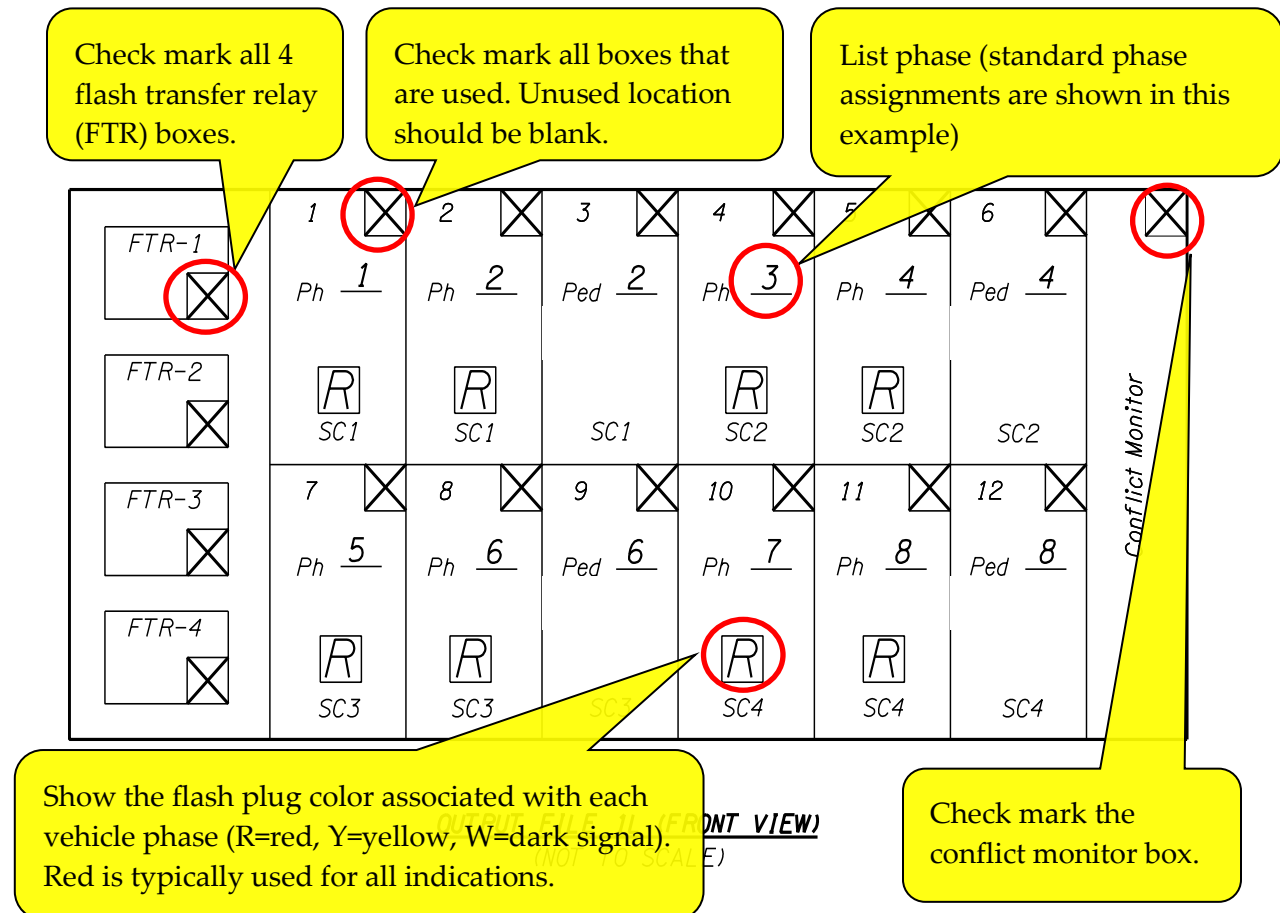 Check mark all 4
flash transfer relay
(FTR) boxes.
Check mark all boxes that
are used. Unused location
should be blank.
List phase (standard phase
assignments are shown in this
example)
FTR-1
FTR-2
FTR-3
FTR-4
1 2 3 4 5 6
Ph 1 Ph 2 Ped 2 Ph 3 Ph 4 Ped 4
R R R R
SC1 SC1 SC1 SC2 SC2 SC2
7 8 9 10 11 12
Ph 5 Ph 6 Ped 6 Ph 7 Ph 8 Ped 8
R R R R
SC3 SC3 SC3 SC4 SC4 SC4
Conflict Monitor
Show the flash plug color associated with each
vehicle phase (R=red, Y=yellow, W=dark signal).
Red is typically used for all indications.
OUTPUT FILE 1L (FRONT VIEW)
(NOT TO SCALE)
Check mark the
conflict monitor box.